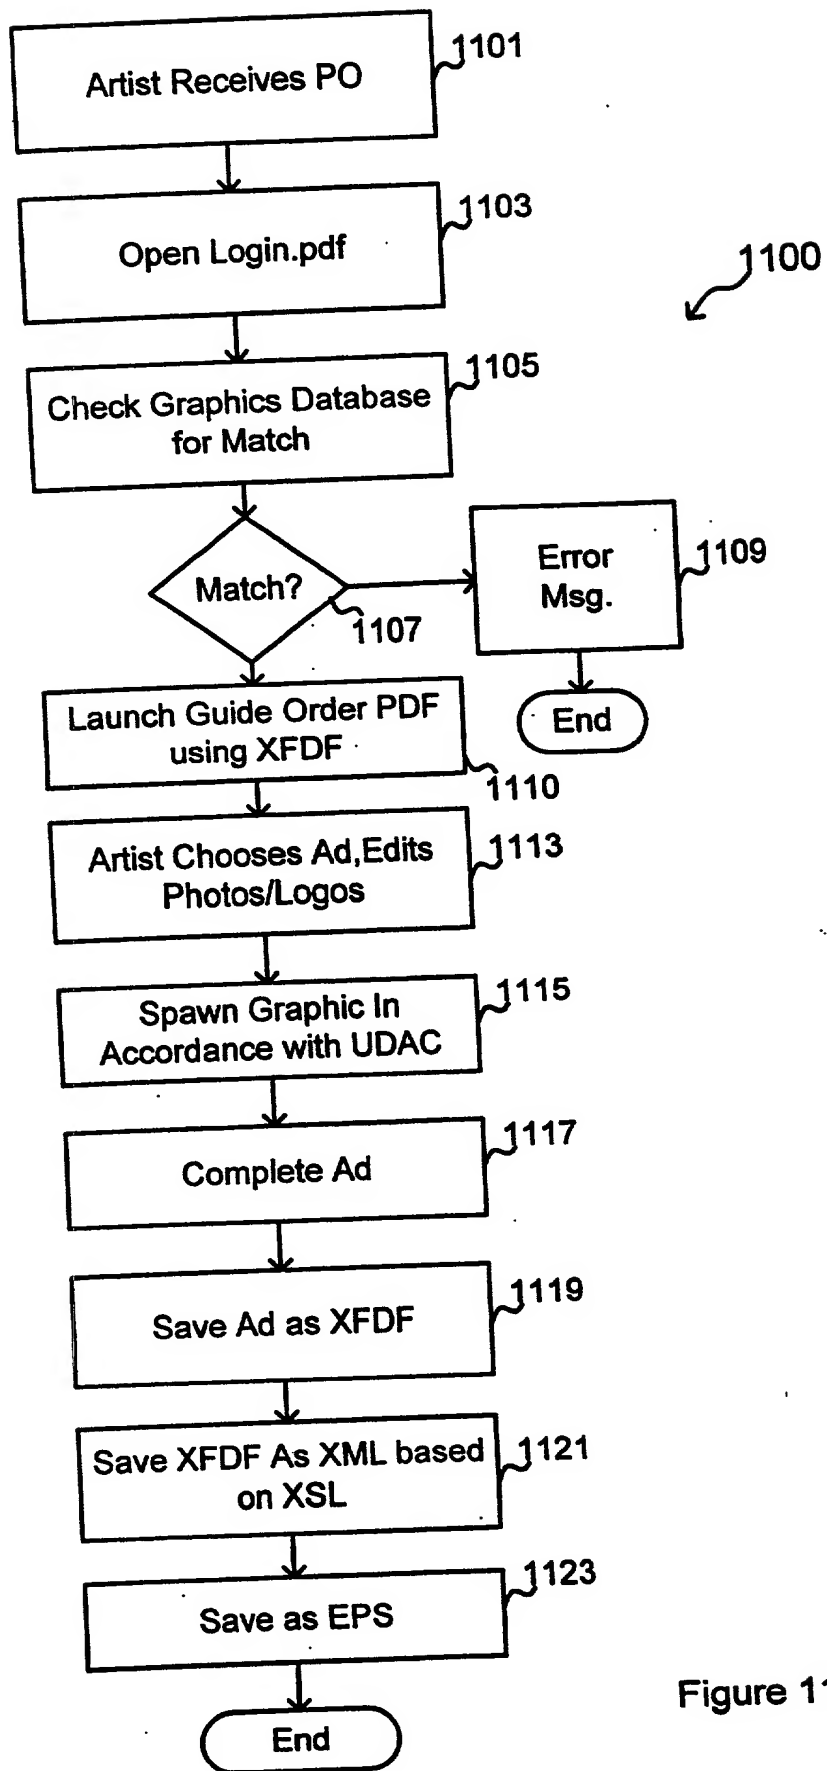 Artist Receives PO
1101
Open Login.pdf
1103
1100
Check Graphics Database
for Match
1105
Match?
1107
Error
Msg.
1109
End
Launch Guide Order PDF
using XFDF
1110
Artist Chooses Ad,Edits
Photos/Logos
1113
Spawn Graphic In
Accordance with UDAC
1115
Complete Ad
1117
Save Ad as XFDF
1119
Save XFDF As XML based
on XSL
1121
Save as EPS
1123
End
Figure 11